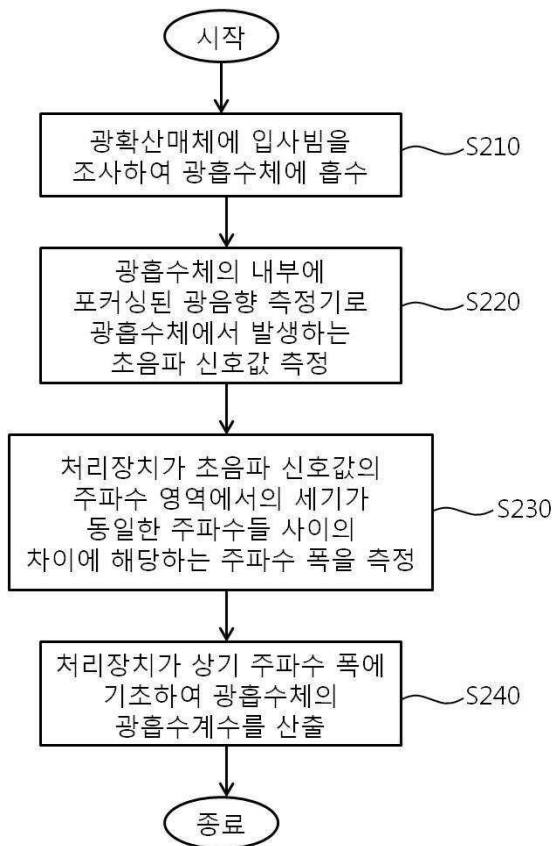 시작
광확산매체에 입사빔을
조사하여 광흡수체에 흡수
S210
광흡수체의 내부에
포커싱된 광음향 측정기로
광흡수체에서 발생하는
초음파 신호값 측정
S220
처리장치가 초음파 신호값의
주파수 영역에서의 세기가
동일한 주파수들 사이의
차이에 해당하는 주파수 폭을 측정
S230
처리장치가 상기 주파수 폭에
기초하여 광흡수체의
광흡수계수를 산출
S240
종료